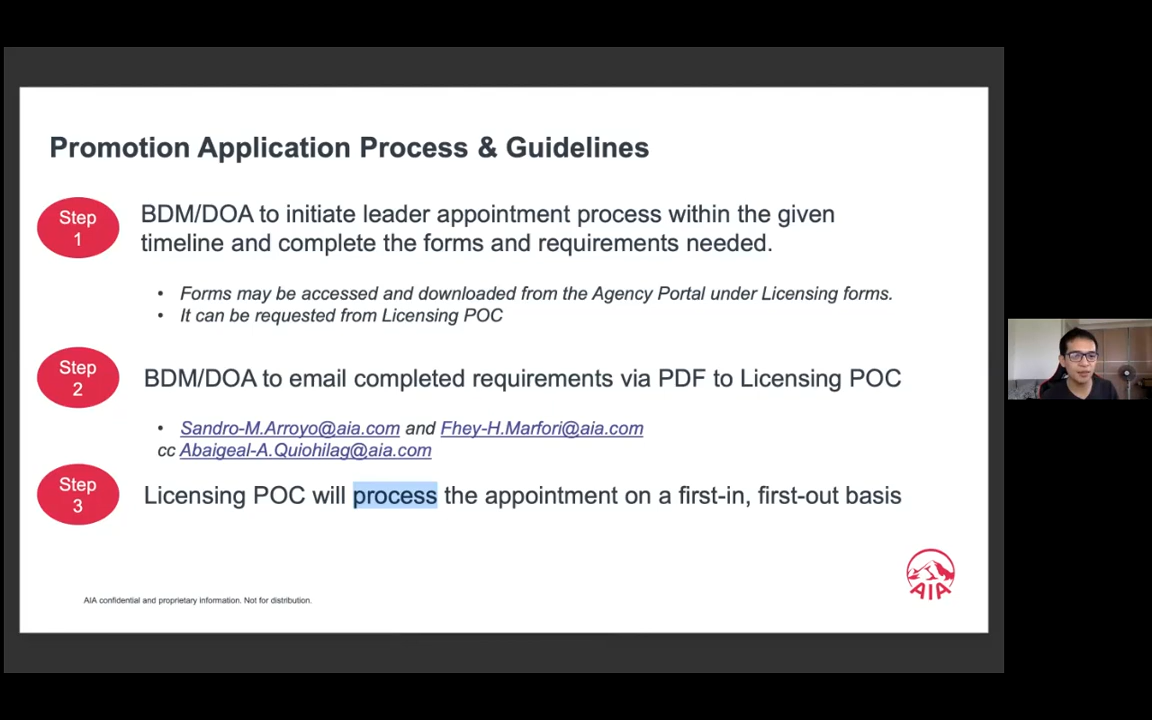 Promotion Application Process & Guidelines
Step
1
BDM/DOA to initiate leader appointment process within the given
timeline and complete the forms and requirements needed.
• Forms may be accessed and downloaded from the Agency Portal under Licensing forms.
• It can be requested from Licensing POC
Step
2
BDM/DOA to email completed requirements via PDF to Licensing POC
• Sandro-M.Arroyo@aia.com and Fhey-H.Marfori@aia.com
cc Abaigeal-A.Quiohilag@aia.com
Step
3
Licensing POC will process the appointment on a first-in, first-out basis
AIA
AIA confidential and proprietary information. Not for distribution.